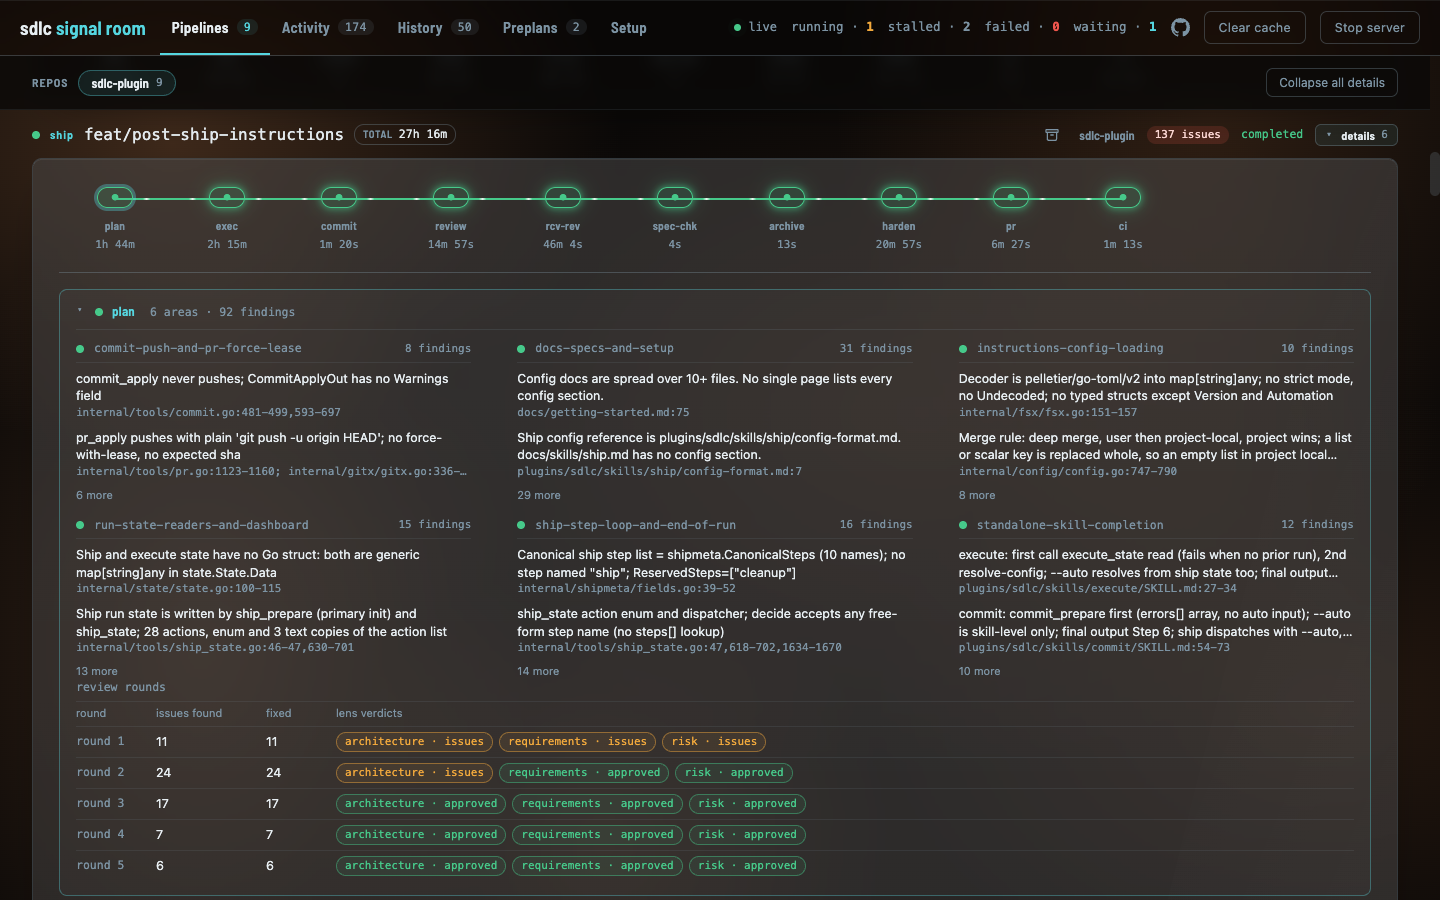 sdlc signal room Pipelines 9 Activity 174 History 50 Preplans 2 Setup live running · 1 stalled · 2 failed · 0 waiting · 1 Clear cache Stop server
REPOS sdlc-plugin 9 Collapse all details
ship feat/post-ship-instructions TOTAL 27h 16m sdlc-plugin 137 issues completed details 6
plan exec commit review rcv-rev spec-chk archive harden pr ci
1h 44m 2h 15m 1m 20s 14m 57s 46m 4s 4s 13s 20m 57s 6m 27s 1m 13s
plan 6 areas · 92 findings
commit-push-and-pr-force-lease 8 findings
commit_apply never pushes; CommitApplyOut has no Warnings
field
internal/tools/commit.go:481-499,593-697
pr_apply pushes with plain 'git push -u origin HEAD'; no force-
with-lease, no expected sha
internal/tools/pr.go:1123-1160; internal/gitx/gitx.go:336-…
6 more
docs-specs-and-setup 31 findings
Config docs are spread over 10+ files. No single page lists every
config section.
docs/getting-started.md:75
Ship config reference is plugins/sdlc/skills/ship/config-format.md.
docs/skills/ship.md has no config section.
plugins/sdlc/skills/ship/config-format.md:7
29 more
instructions-config-loading 10 findings
Decoder is pelletier/go-toml/v2 into map[string]any; no strict mode,
no Undecoded; no typed structs except Version and Automation
internal/fsx/fsx.go:151-157
Merge rule: deep merge, user then project-local, project wins; a list
or scalar key is replaced whole, so an empty list in project local…
internal/config/config.go:747-790
8 more
run-state-readers-and-dashboard 15 findings
Ship and execute state have no Go struct: both are generic
map[string]any in state.State.Data
internal/state/state.go:100-115
Ship run state is written by ship_prepare (primary init) and
ship_state; 28 actions, enum and 3 text copies of the action list
internal/tools/ship_state.go:46-47,630-701
13 more
ship-step-loop-and-end-of-run 16 findings
Canonical ship step list = shipmeta.CanonicalSteps (10 names); no
step named "ship"; ReservedSteps=["cleanup"]
internal/shipmeta/fields.go:39-52
ship_state action enum and dispatcher; decide accepts any free-
form step name (no steps[] lookup)
internal/tools/ship_state.go:47,618-702,1634-1670
14 more
standalone-skill-completion 12 findings
execute: first call execute_state read (fails when no prior run), 2nd
resolve-config; --auto resolves from ship state too; final output…
plugins/sdlc/skills/execute/SKILL.md:27-34
commit: commit_prepare first (errors[] array, no auto input); --auto
is skill-level only; final output Step 6; ship dispatches with --auto,…
plugins/sdlc/skills/commit/SKILL.md:54-73
10 more
review rounds
round issues found fixed lens verdicts
round 1 11 11 architecture · issues requirements · issues risk · issues
round 2 24 24 architecture · issues requirements · approved risk · approved
round 3 17 17 architecture · approved requirements · approved risk · approved
round 4 7 7 architecture · approved requirements · approved risk · approved
round 5 6 6 architecture · approved requirements · approved risk · approved